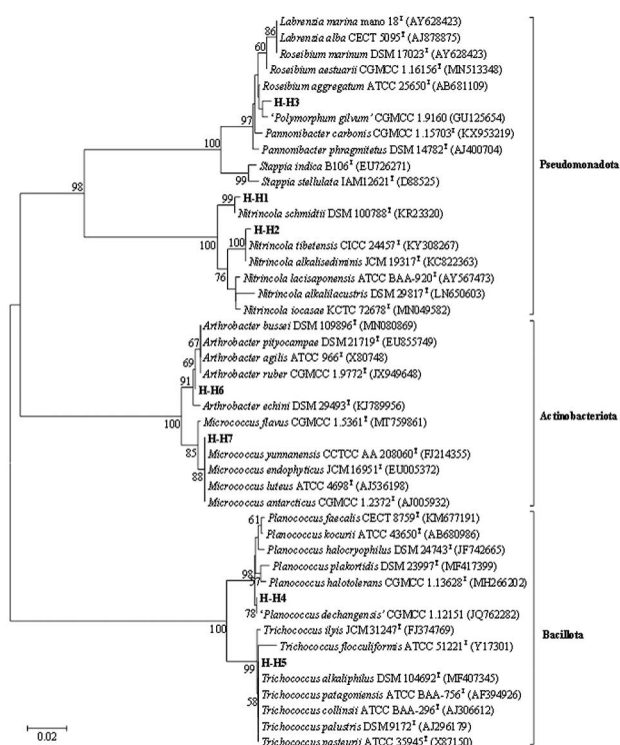 Labrenzia marina mano 18ᵀ (AY628423)
86
Labrenzia alba CECT 5095ᵀ (AJ878875)
60
Roseibium marinum DSM 17023ᵀ (AY628423)
Roseibium aestuarii CGMCC 1.16156ᵀ (MN513348)
Roseibium aggregatum ATCC 25650ᵀ (AB681109)
H-H3
97
'Polymorphum gilvum' CGMCC 1.9160 (GU125654)
Pannonibacter carbonis CGMCC 1.15703ᵀ (KX953219)
100
Pannonibacter phragmitetus DSM 14782ᵀ (AJ400704)
Stappia indica B106ᵀ (EU726271)
Pseudomonadota
99
Stappia stellulata IAM12621ᵀ (D88525)
98
99
H-H1
Nitrincola schmidtii DSM 100788ᵀ (KR23320)
H-H2
100
100
Nitrincola tibetensis CICC 24457ᵀ (KY308267)
Nitrincola alkalisediminis JCM 19317ᵀ (KC822363)
76
Nitrincola lacisaponensis ATCC BAA-920ᵀ (AY567473)
Nitrincola alkalilacustris DSM 29817ᵀ (LN650603)
Nitrincola iocasae KCTC 72678ᵀ (MN049582)
Arthrobacter bussei DSM 109896ᵀ (MN080869)
67
Arthrobacter pityocampae DSM 21719ᵀ (EU855749)
69
Arthrobacter agilis ATCC 966ᵀ (X80748)
Arthrobacter ruber CGMCC 1.9772ᵀ (JX949648)
91
H-H6
Arthrobacter echini DSM 29493ᵀ (KJ789956)
100
Micrococcus flavus CGMCC 1.5361ᵀ (MT759861)
Actinobacteriota
H-H7
85
Micrococcus yunnanensis CCTCC AA 208060ᵀ (FJ214355)
88
Micrococcus endophyticus JCM 16951ᵀ (EU005372)
Micrococcus luteus ATCC 4698ᵀ (AJ536198)
Micrococcus antarcticus CGMCC 1.2372ᵀ (AJ005932)
61
Planococcus faecalis CECT 8759ᵀ (KM677191)
Planococcus kocurii ATCC 43650ᵀ (AB680986)
Planococcus halocryophilus DSM 24743ᵀ (JF742665)
Planococcus plakortidis DSM 23997ᵀ (MF417399)
98
57
Planococcus halotolerans CGMCC 1.13628ᵀ (MH266202)
H-H4
78
'Planococcus dechangensis' CGMCC 1.12151 (JQ762282)
100
Trichococcus ilyis JCM 31247ᵀ (FJ374769)
Bacillota
Trichococcus flocculiformis ATCC 51221ᵀ (Y17301)
99
H-H5
Trichococcus alkaliphilus DSM 104692ᵀ (MF407345)
Trichococcus patagoniensis ATCC BAA-756ᵀ (AF394926)
58
Trichococcus collinsii ATCC BAA-296ᵀ (AJ306612)
Trichococcus palustris DSM 9172ᵀ (AJ296179)
Trichococcus pasteurii ATCC 35945ᵀ (X87150)
0.02